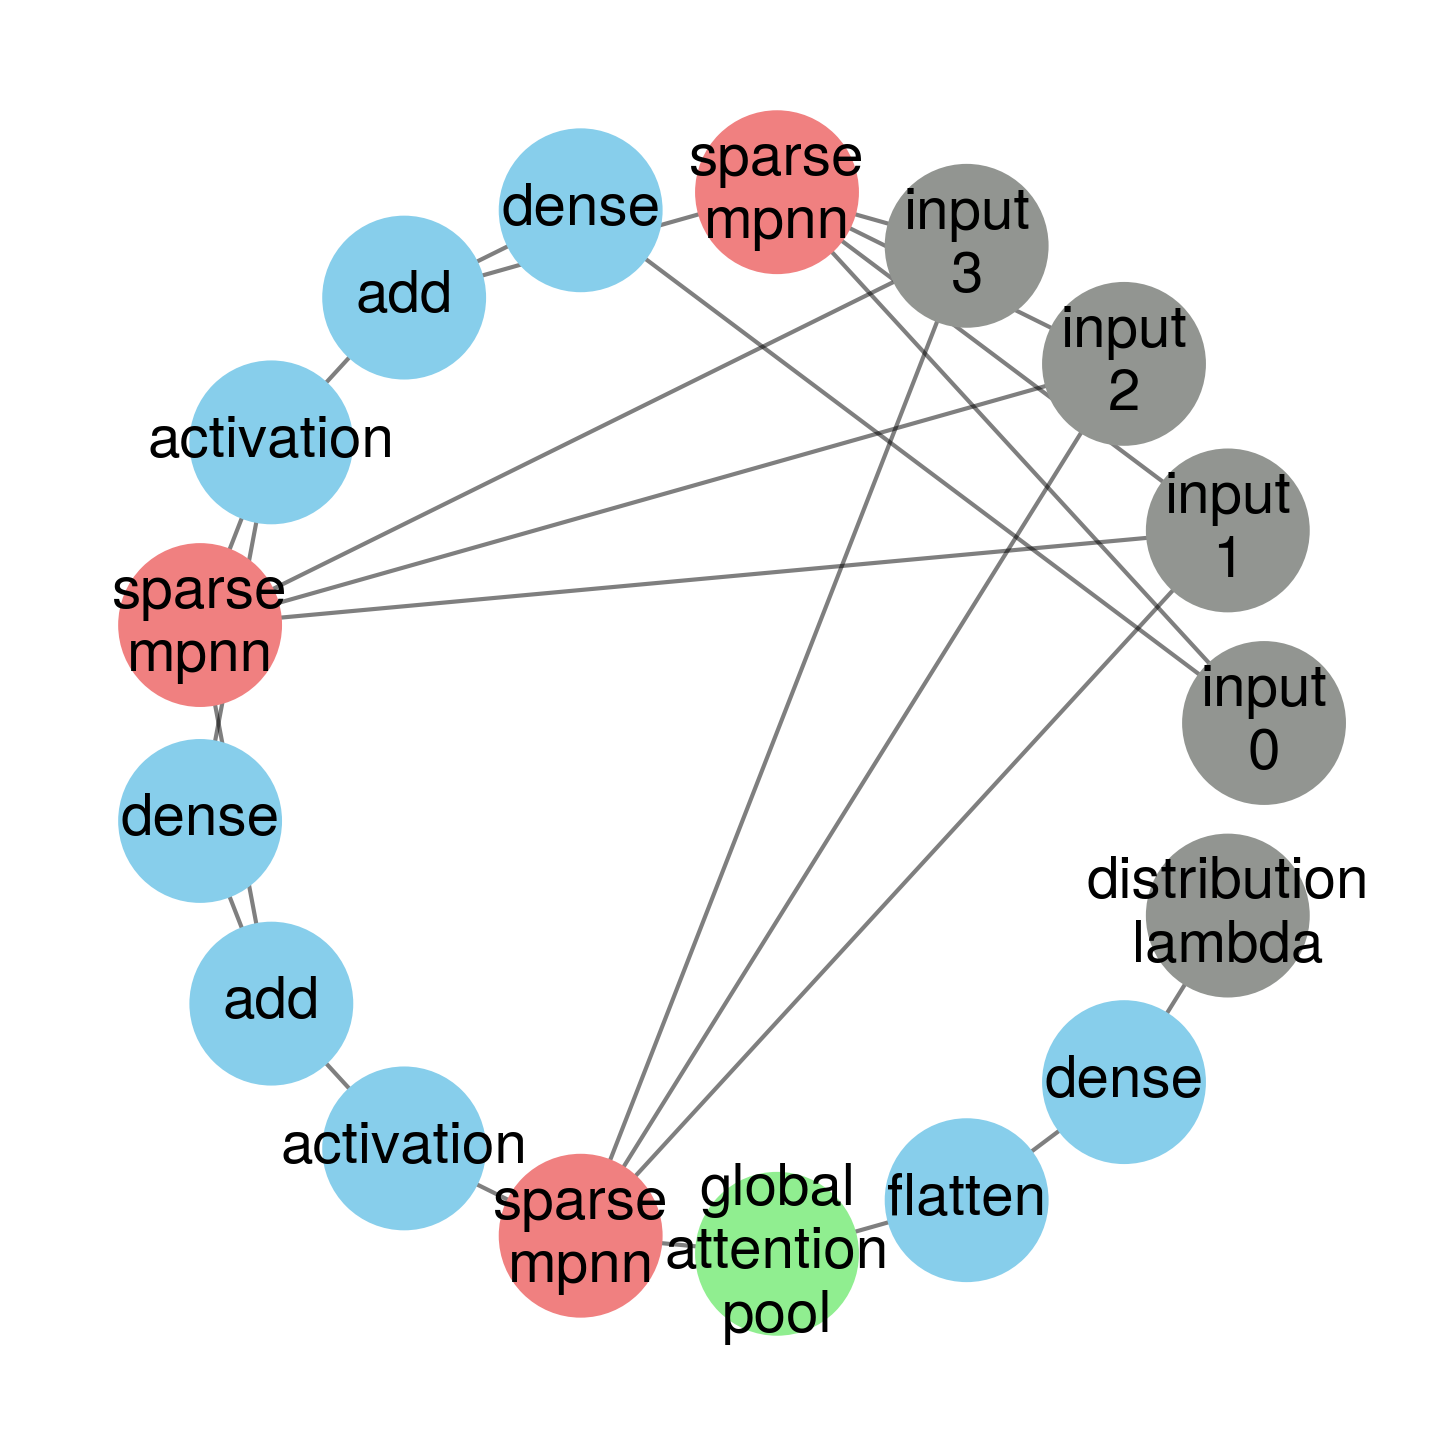 sparse
mpnn
dense
input
3
add
input
2
activation
input
1
sparse
mpnn
input
0
dense
distribution
lambda
add
dense
activation
sparse
mpnn
global
attention
pool
flatten